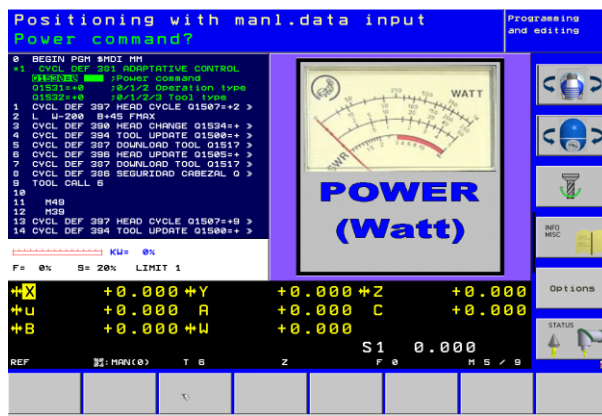 Positioning with manl.data input
Power command?
Programming
and editing
0 BEGIN PGM $MDI MM
*1 CYCL DEF 381 ADAPTATIVE CONTROL
Q1530=0 ;Power command
Q1531=+0 ;0/1/2 Operation type
Q1532=+0 ;0/1/2/3 Tool type
1 CYCL DEF 397 HEAD CYCLE Q1507=+2 >
2 L W-200 B+45 FMAX
3 CYCL DEF 390 HEAD CHANGE Q1534=+ >
4 CYCL DEF 394 TOOL UPDATE Q1500=+ >
5 CYCL DEF 387 DOWNLOAD TOOL Q1517 >
6 CYCL DEF 396 HEAD UPDATE Q1505=+ >
7 CYCL DEF 387 DOWNLOAD TOOL Q1517 >
8 CYCL DEF 386 SEGURIDAD CABEZAL Q >
9 TOOL CALL 6
10
11 M49
12 M39
13 CYCL DEF 397 HEAD CYCLE Q1507=+9 >
14 CYCL DEF 394 TOOL UPDATE Q1500=+ >
WATT
SWR
POWER
(Watt)
KW= 0%
F= 0% S= 20% LIMIT 1
X +0.000 Y +0.000 Z +0.000
u +0.000 A +0.000 C +0.000
B +0.000 W +0.000
S1 0.000
REF : MAN(0) T 6 Z F 0 M 5 / 9
INFO
MISC
Options
STATUS